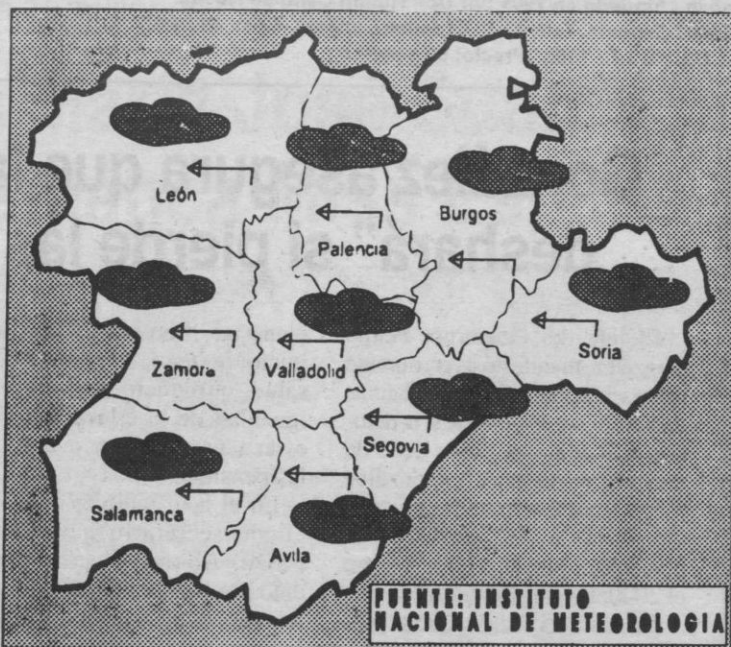 León
Palencia
Burgos
Zamora
Valladolid
Soria
Segovia
Salamanca
Avila
FUENTE: INSTITUTO
NACIONAL DE METEOROLOGIA